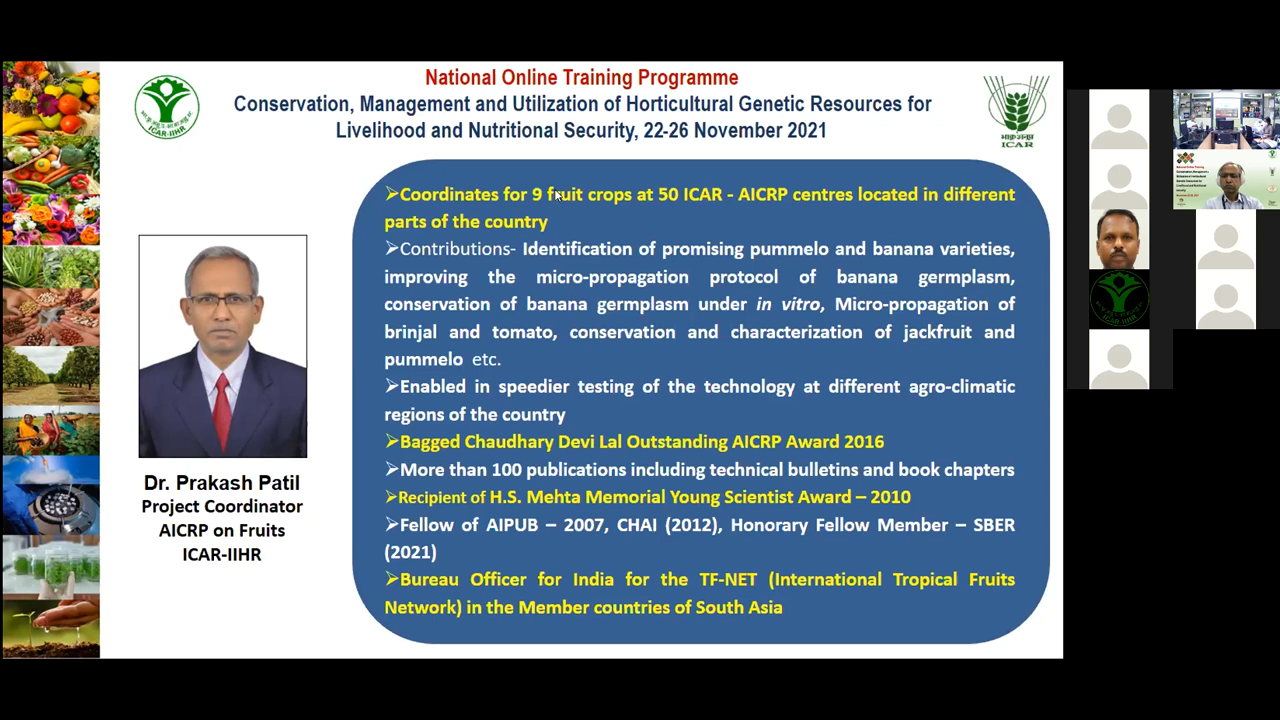 National Online Training Programme
Conservation, Management and Utilization of Horticultural Genetic Resources for
Livelihood and Nutritional Security, 22-26 November 2021
ICAR-IIHR
भाकृअनुप
ICAR
➢Coordinates for 9 fruit crops at 50 ICAR - AICRP centres located in different
parts of the country
➢Contributions- Identification of promising pummelo and banana varieties,
improving the micro-propagation protocol of banana germplasm,
conservation of banana germplasm under in vitro, Micro-propagation of
brinjal and tomato, conservation and characterization of jackfruit and
pummelo etc.
➢Enabled in speedier testing of the technology at different agro-climatic
regions of the country
➢Bagged Chaudhary Devi Lal Outstanding AICRP Award 2016
➢More than 100 publications including technical bulletins and book chapters
➢Recipient of H.S. Mehta Memorial Young Scientist Award – 2010
➢Fellow of AIPUB – 2007, CHAI (2012), Honorary Fellow Member – SBER
(2021)
➢Bureau Officer for India for the TF-NET (International Tropical Fruits
Network) in the Member countries of South Asia
Dr. Prakash Patil
Project Coordinator
AICRP on Fruits
ICAR-IIHR
ICAR-IIHR